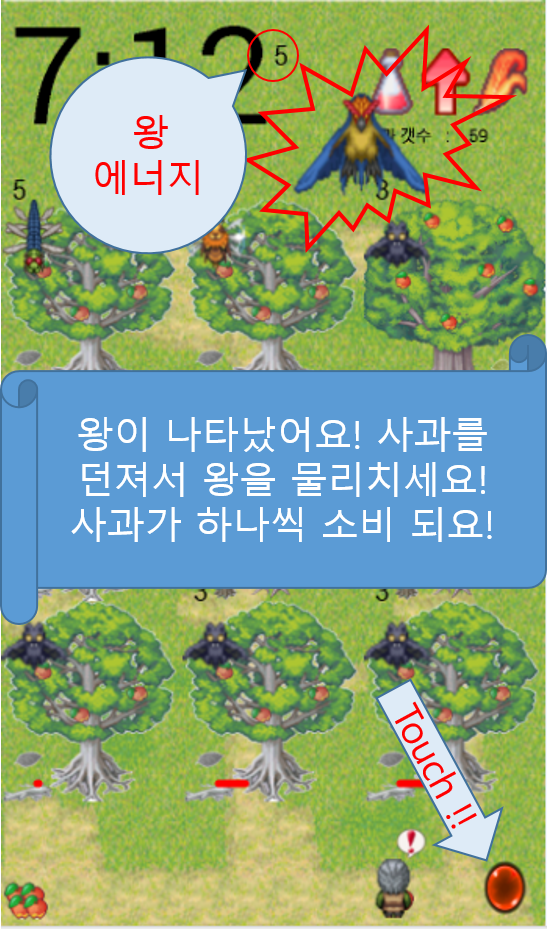 7:12
5
왕
에너지
갯수 : 59
5
3
왕이 나타났어요! 사과를
던져서 왕을 물리치세요!
사과가 하나씩 소비 되요!
3
3
Touch !!
!